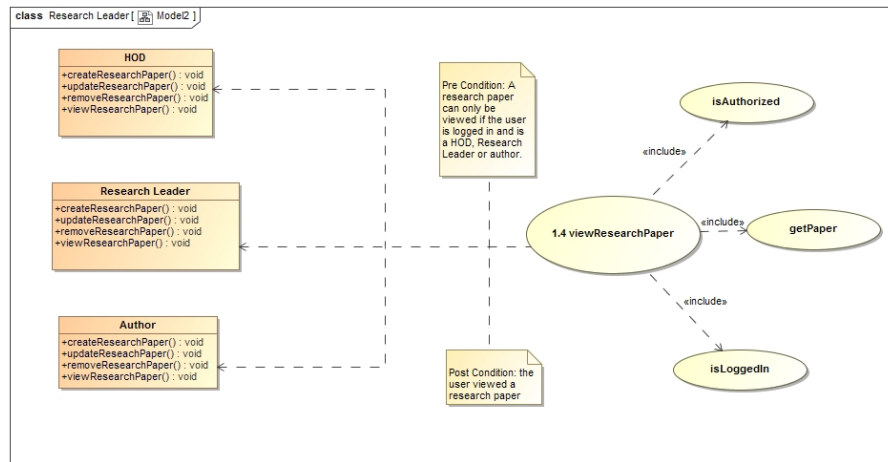 class Research Leader [ Model2 ]
HOD
+createResearchPaper() : void
+updateResearchPaper() : void
+removeResearchPaper() : void
+viewResearchPaper() : void
Research Leader
+createResearchPaper() : void
+updateResearchPaper() : void
+removeResearchPaper() : void
+viewResearchPaper() : void
Author
+createResearchPaper() : void
+updateReseachPaper() : void
+removeResearchPaper() : void
+viewResearchPaper() : void
Pre Condition: A
research paper
can only be
viewed if the user
is logged in and is
a HOD, Research
Leader or author.
Post Condition: the
user viewed a
research paper
1.4 viewResearchPaper
«include»
isAuthorized
«include»
getPaper
«include»
isLoggedIn